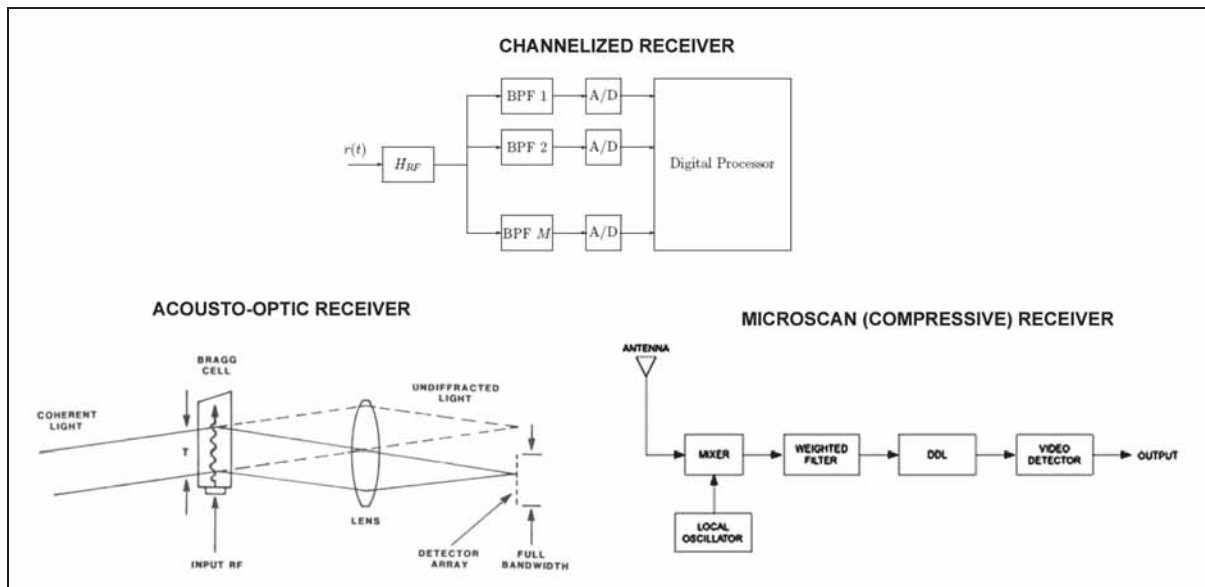 CHANNELIZED RECEIVER
BPF 1
A/D
r(t)
H_RF
BPF 2
A/D
Digital Processor
BPF M
A/D
ACOUSTO-OPTIC RECEIVER
BRAGG
CELL
UNDIFFRACTED
LIGHT
COHERENT
LIGHT
T
LENS
INPUT RF
DETECTOR
ARRAY
FULL
BANDWIDTH
MICROSCAN (COMPRESSIVE) RECEIVER
ANTENNA
MIXER
WEIGHTED
FILTER
DDL
VIDEO
DETECTOR
OUTPUT
LOCAL
OSCILLATOR